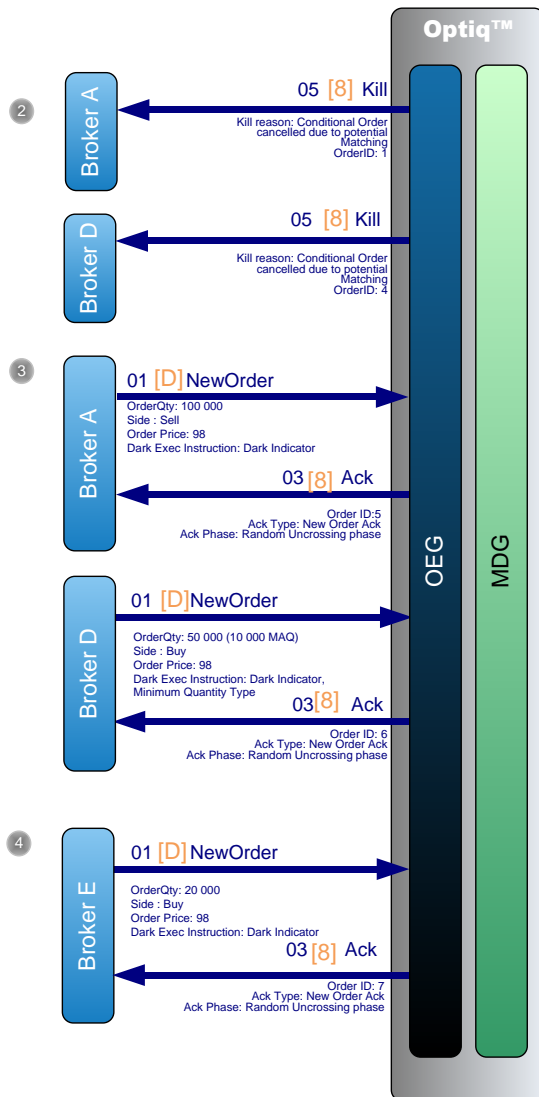 Optiq™
2
Broker A
05 [8] Kill
Kill reason: Conditional Order
cancelled due to potential
Matching
OrderID: 1
Broker D
05 [8] Kill
Kill reason: Conditional Order
cancelled due to potential
Matching
OrderID: 4
3
Broker A
01 [D] NewOrder
OrderQty: 100 000
Side : Sell
Order Price: 98
Dark Exec Instruction: Dark Indicator
03 [8] Ack
Order ID:5
Ack Type: New Order Ack
Ack Phase: Random Uncrossing phase
OEG
MDG
Broker D
01 [D] NewOrder
OrderQty: 50 000 (10 000 MAQ)
Side : Buy
Order Price: 98
Dark Exec Instruction: Dark Indicator,
Minimum Quantity Type
03 [8] Ack
Order ID: 6
Ack Type: New Order Ack
Ack Phase: Random Uncrossing phase
4
Broker E
01 [D] NewOrder
OrderQty: 20 000
Side : Buy
Order Price: 98
Dark Exec Instruction: Dark Indicator
03 [8] Ack
Order ID: 7
Ack Type: New Order Ack
Ack Phase: Random Uncrossing phase